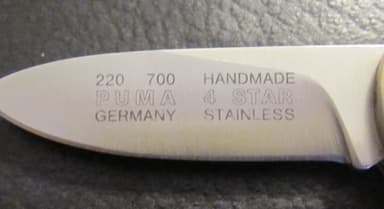 220 700 HANDMADE
PUMA 4 STAR
GERMANY STAINLESS